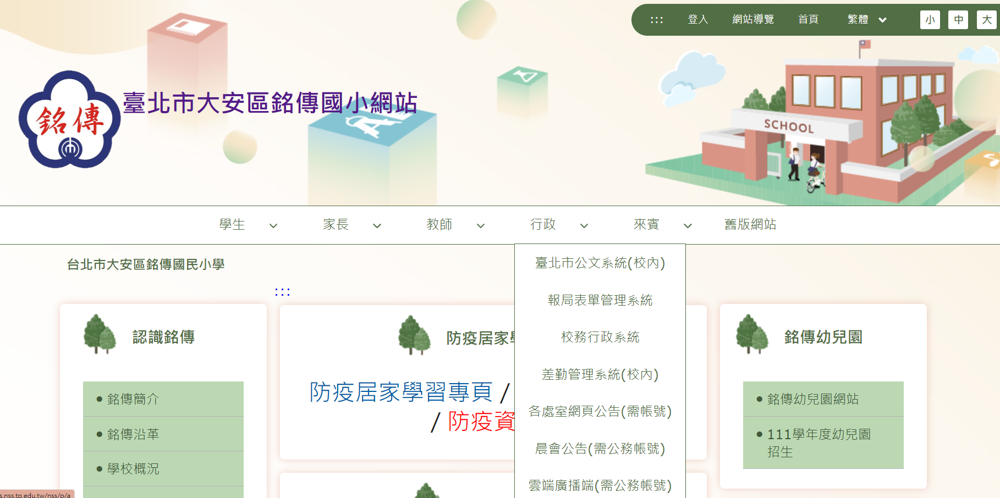 ::: 登入 網站導覽 首頁 繁體 小 中 大
銘傳
臺北市大安區銘傳國小網站
SCHOOL
學生 家長 教師 行政 來賓 舊版網站
台北市大安區銘傳國民小學
:::
臺北市公文系統(校內)
報局表單管理系統
校務行政系統
差勤管理系統(校內)
各處室網頁公告(需帳號)
晨會公告(需公務帳號)
雲端廣播端(需公務帳號)
認識銘傳
銘傳簡介
銘傳沿革
學校概況
防疫居家
防疫居家學習專頁 /
/ 防疫資
銘傳幼兒園
銘傳幼兒園網站
111學年度幼兒園
招生
s.nss.tp.edu.tw/nss/p/a